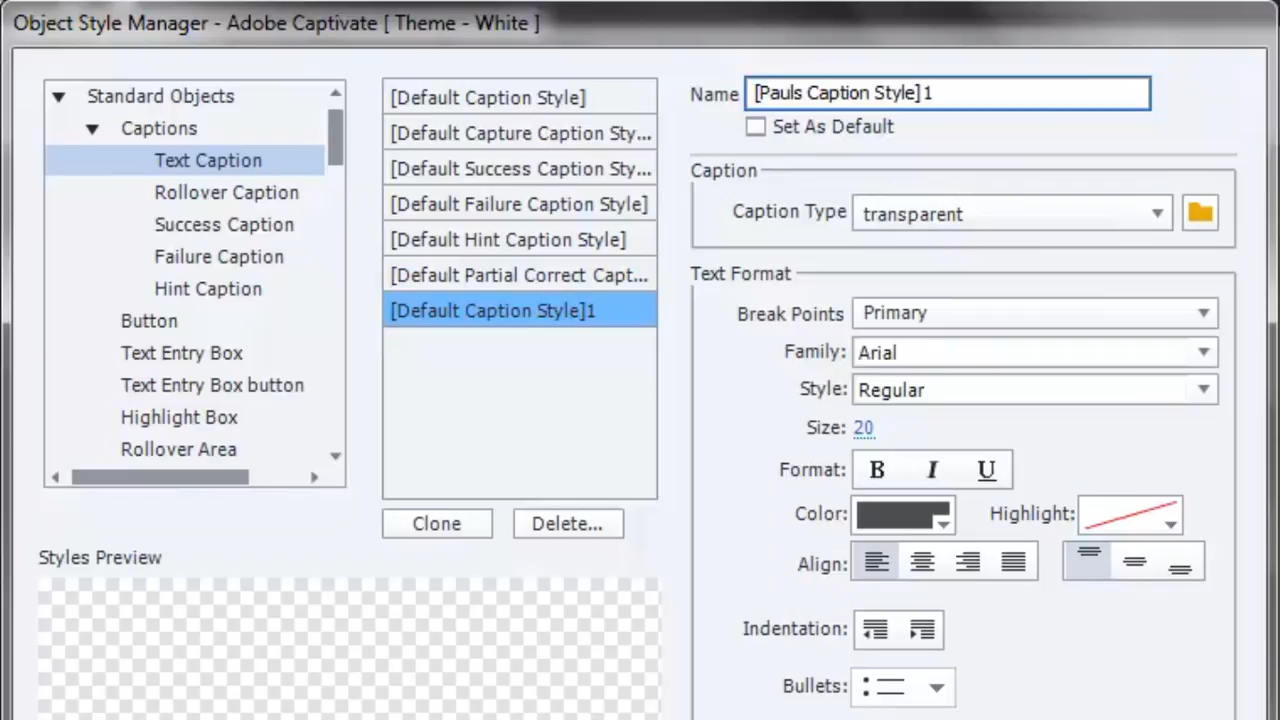 Object Style Manager - Adobe Captivate [ Theme - White ]
Standard Objects
Captions
Text Caption
Rollover Caption
Success Caption
Failure Caption
Hint Caption
Button
Text Entry Box
Text Entry Box button
Highlight Box
Rollover Area
[Default Caption Style]
[Default Capture Caption Sty...
[Default Success Caption Sty...
[Default Failure Caption Style]
[Default Hint Caption Style]
[Default Partial Correct Capt...
[Default Caption Style]1
Clone Delete...
Styles Preview
Name [Pauls Caption Style]1
Set As Default
Caption
Caption Type transparent
Text Format
Break Points Primary
Family: Arial
Style: Regular
Size: 20
Format: B I U
Color: Highlight:
Align:
Indentation:
Bullets: